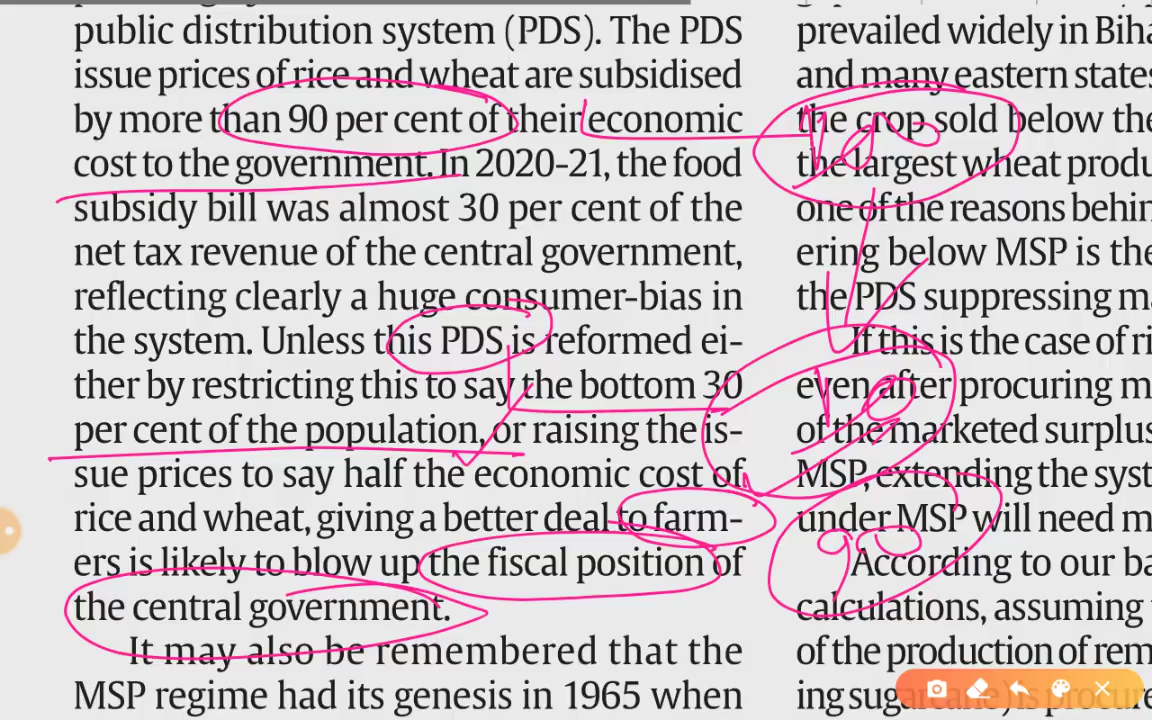 public distribution system (PDS). The PDS
issue prices of rice and wheat are subsidised
by more than 90 per cent of their economic
cost to the government. In 2020-21, the food
subsidy bill was almost 30 per cent of the
net tax revenue of the central government,
reflecting clearly a huge consumer-bias in
the system. Unless this PDS is reformed ei-
ther by restricting this to say the bottom 30
per cent of the population, or raising the is-
sue prices to say half the economic cost of
rice and wheat, giving a better deal to farm-
ers is likely to blow up the fiscal position of
the central government.
It may also be remembered that the
MSP regime had its genesis in 1965 when
prevailed widely in Biha
and many eastern states
the crop sold below the
the largest wheat produ
one of the reasons behin
ering below MSP is the
the PDS suppressing ma
If this is the case of ri
even after procuring m
of the marketed surplus
MSP, extending the syst
under MSP will need m
According to our ba
calculations, assuming
of the production of rem
ing sugarcane) is procure
100
10
90